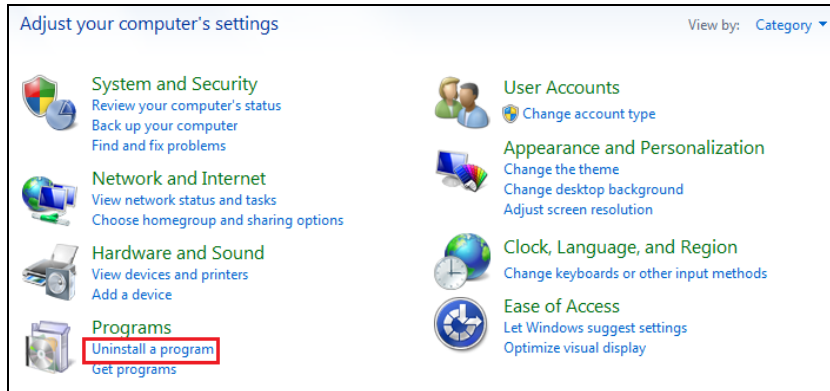 Adjust your computer's settings
View by: Category
System and Security
Review your computer's status
Back up your computer
Find and fix problems
Network and Internet
View network status and tasks
Choose homegroup and sharing options
Hardware and Sound
View devices and printers
Add a device
Programs
Uninstall a program
Get programs
User Accounts
Change account type
Appearance and Personalization
Change the theme
Change desktop background
Adjust screen resolution
Clock, Language, and Region
Change keyboards or other input methods
Ease of Access
Let Windows suggest settings
Optimize visual display